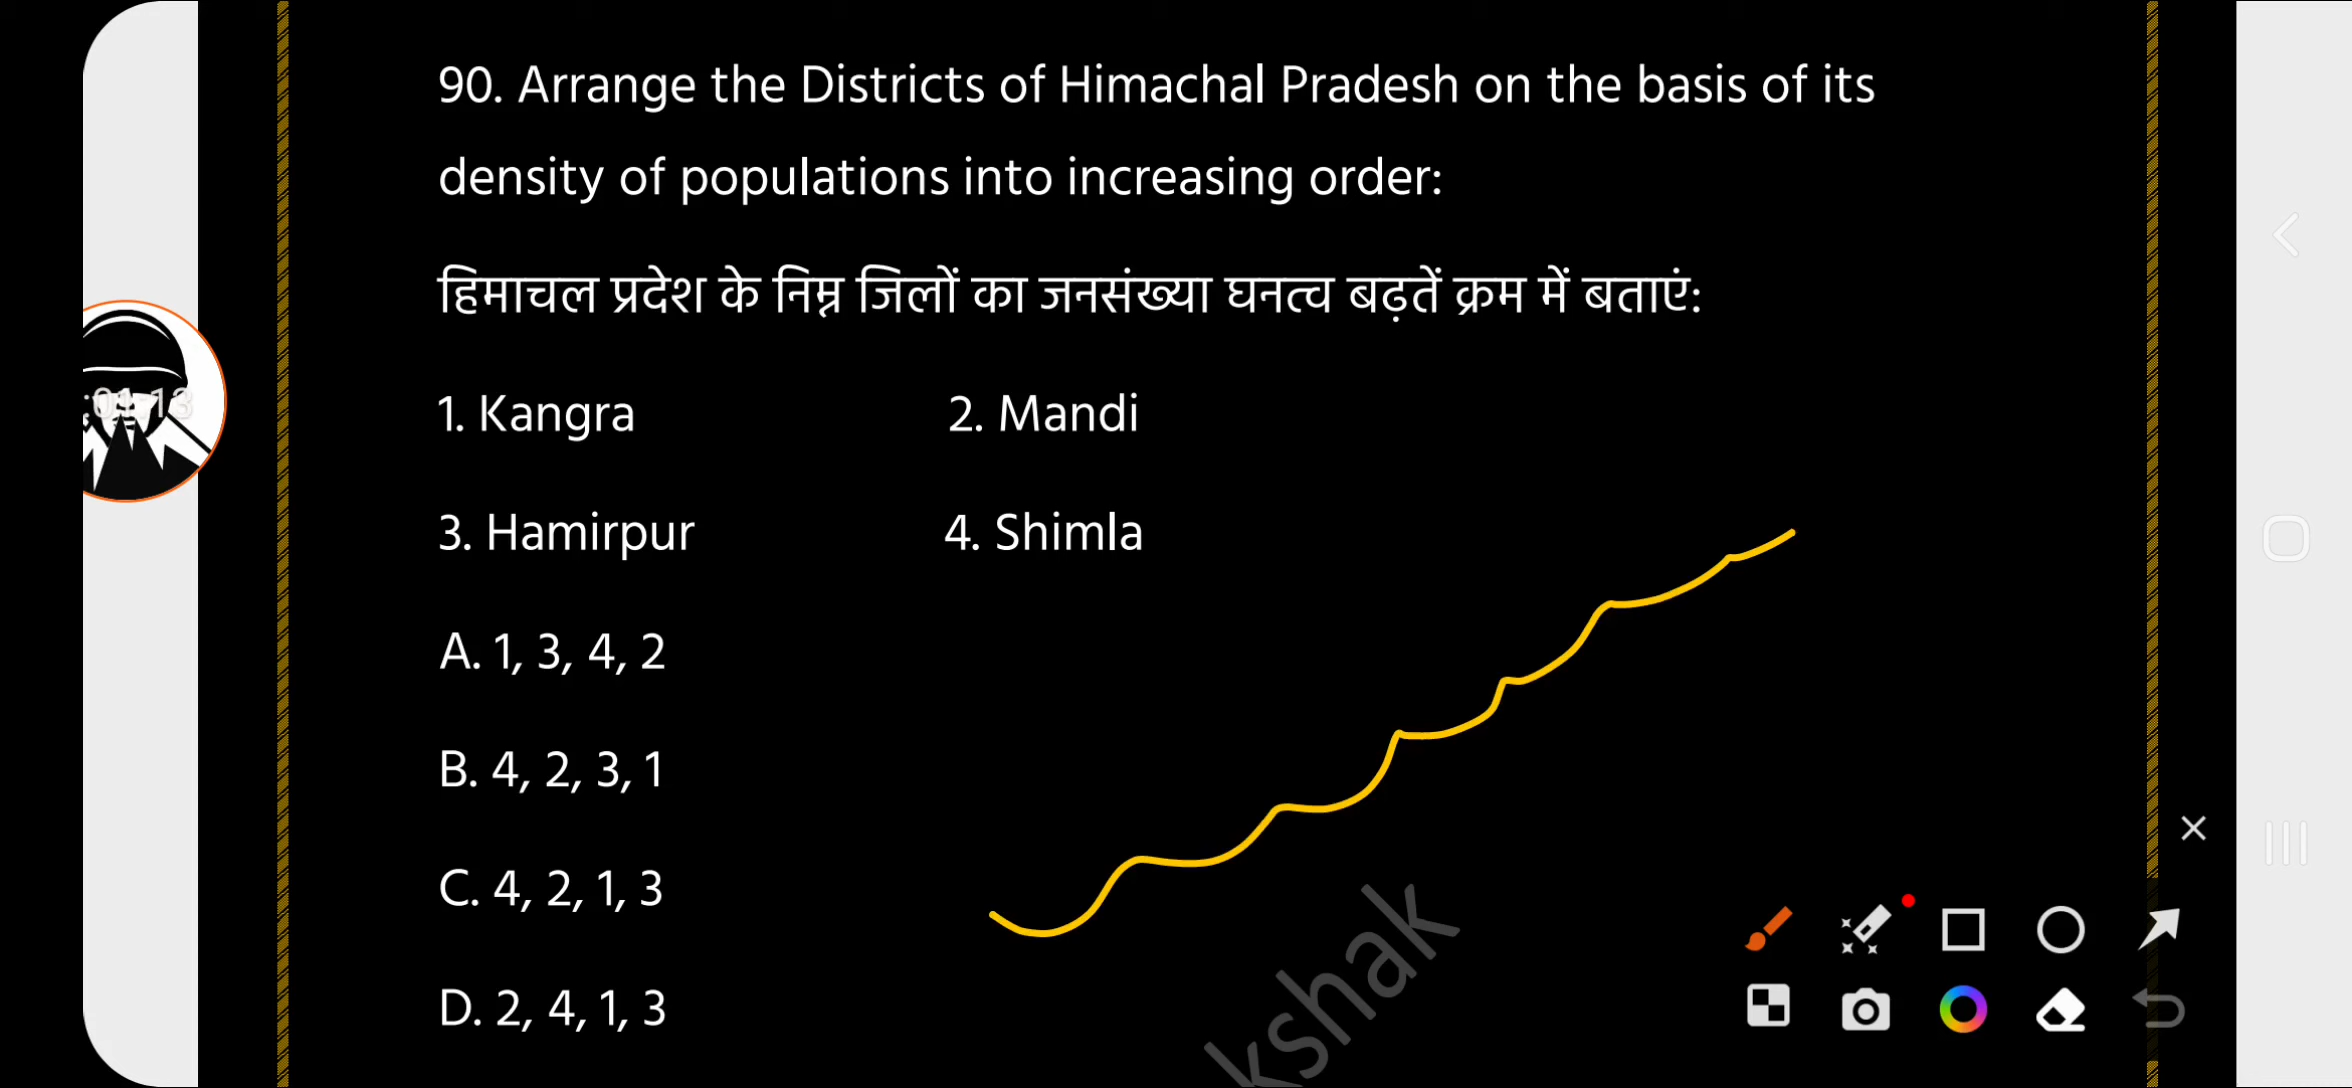 90. Arrange the Districts of Himachal Pradesh on the basis of its
density of populations into increasing order:
हिमाचल प्रदेश के निम्न जिलों का जनसंख्या घनत्व बढ़तें क्रम में बताएं:
1. Kangra 2. Mandi
3. Hamirpur 4. Shimla
A. 1, 3, 4, 2
B. 4, 2, 3, 1
C. 4, 2, 1, 3
D. 2, 4, 1, 3
kshak
:01:13